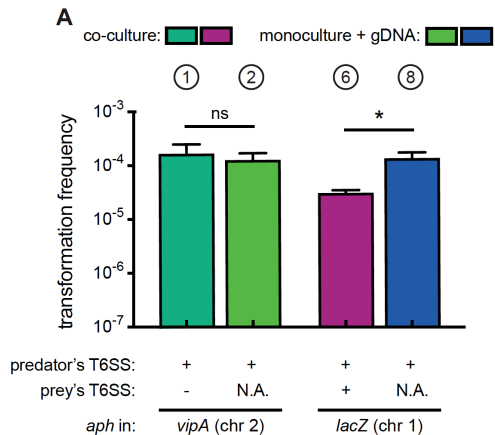 A
co-culture: monoculture + gDNA:
1 2 6 8
ns *
transformation frequency
10-3
10-4
10-5
10-6
10-7
predator's T6SS: + + + +
prey's T6SS: - N.A. + N.A.
aph in: vipA (chr 2) lacZ (chr 1)